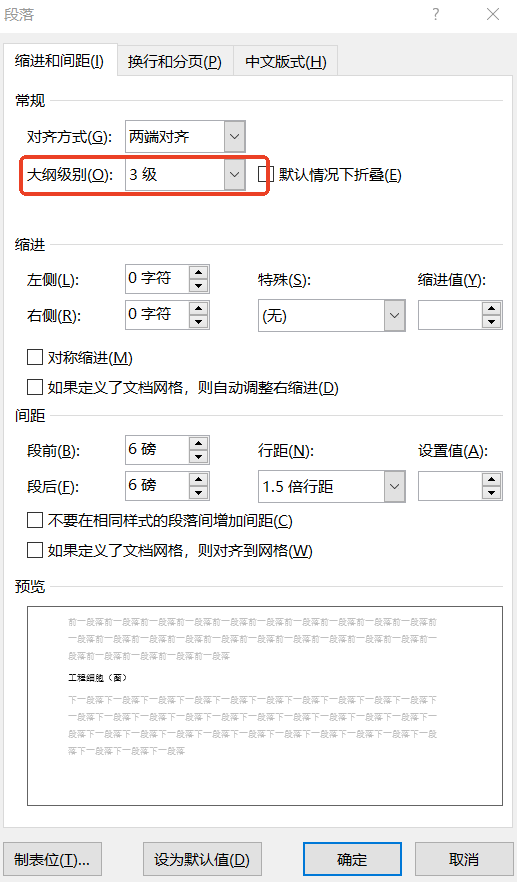 段落 ?
缩进和间距(I) 换行和分页(P) 中文版式(H)
常规
对齐方式(G): 两端对齐
大纲级别(O): 3 级 默认情况下折叠(E)
缩进
左侧(L): 0 字符 特殊(S): 缩进值(Y):
右侧(R): 0 字符 (无)
对称缩进(M)
如果定义了文档网格，则自动调整右缩进(D)
间距
段前(B): 6 磅 行距(N): 设置值(A):
段后(F): 6 磅 1.5 倍行距
不要在相同样式的段落间增加间距(C)
如果定义了文档网格，则对齐到网格(W)
预览
前一段落前一段落前一段落前一段落前一段落前一段落前一段落前一段落前一段落前一段落前
一段落前一段落前一段落前一段落前一段落前一段落前一段落前一段落前一段落前一段落前一
段落前一段落前一段落前一段落前一段落
工程细胞（菌）
下一段落下一段落下一段落下一段落下一段落下一段落下一段落下一段落下一段落下一段落下
一段落下一段落下一段落下一段落下一段落下一段落下一段落下一段落下一段落下一段落下一
段落下一段落下一段落下一段落下一段落下一段落下一段落下一段落下一段落下一段落下一段
落下一段落下一段落下一段落
制表位(T)... 设为默认值(D) 确定 取消